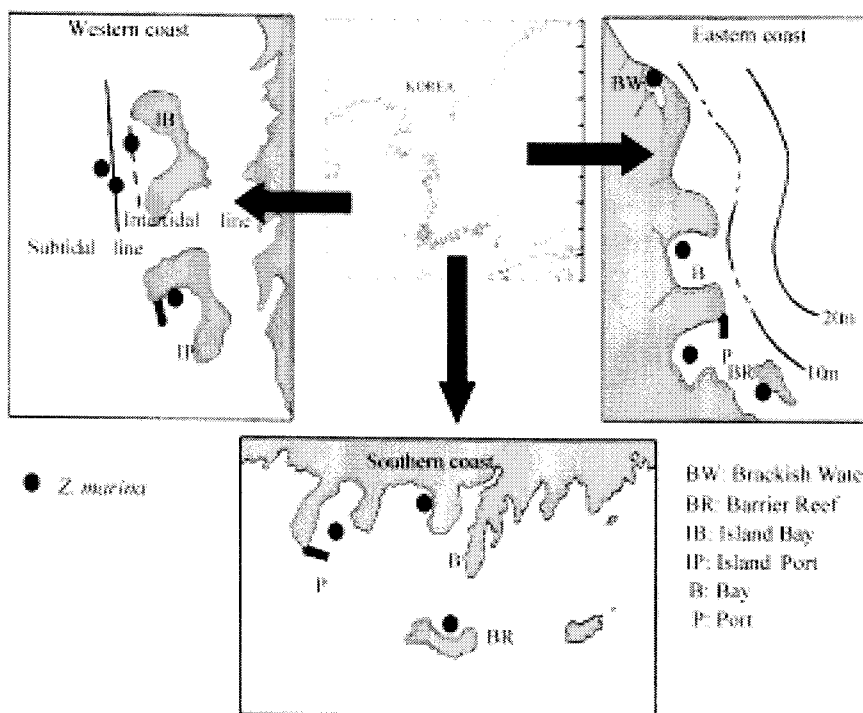 Western coast
KOREA
Eastern coast
BW
IB
Intertidal line
Subtidal line
IP
B
P
BR
20m
10m
Southern coast
B
P
BR
Z. marina
BW: Brackish Wate
BR: Barrier Reef
IB: Island Bay
IP: Island Port
B: Bay
P: Port